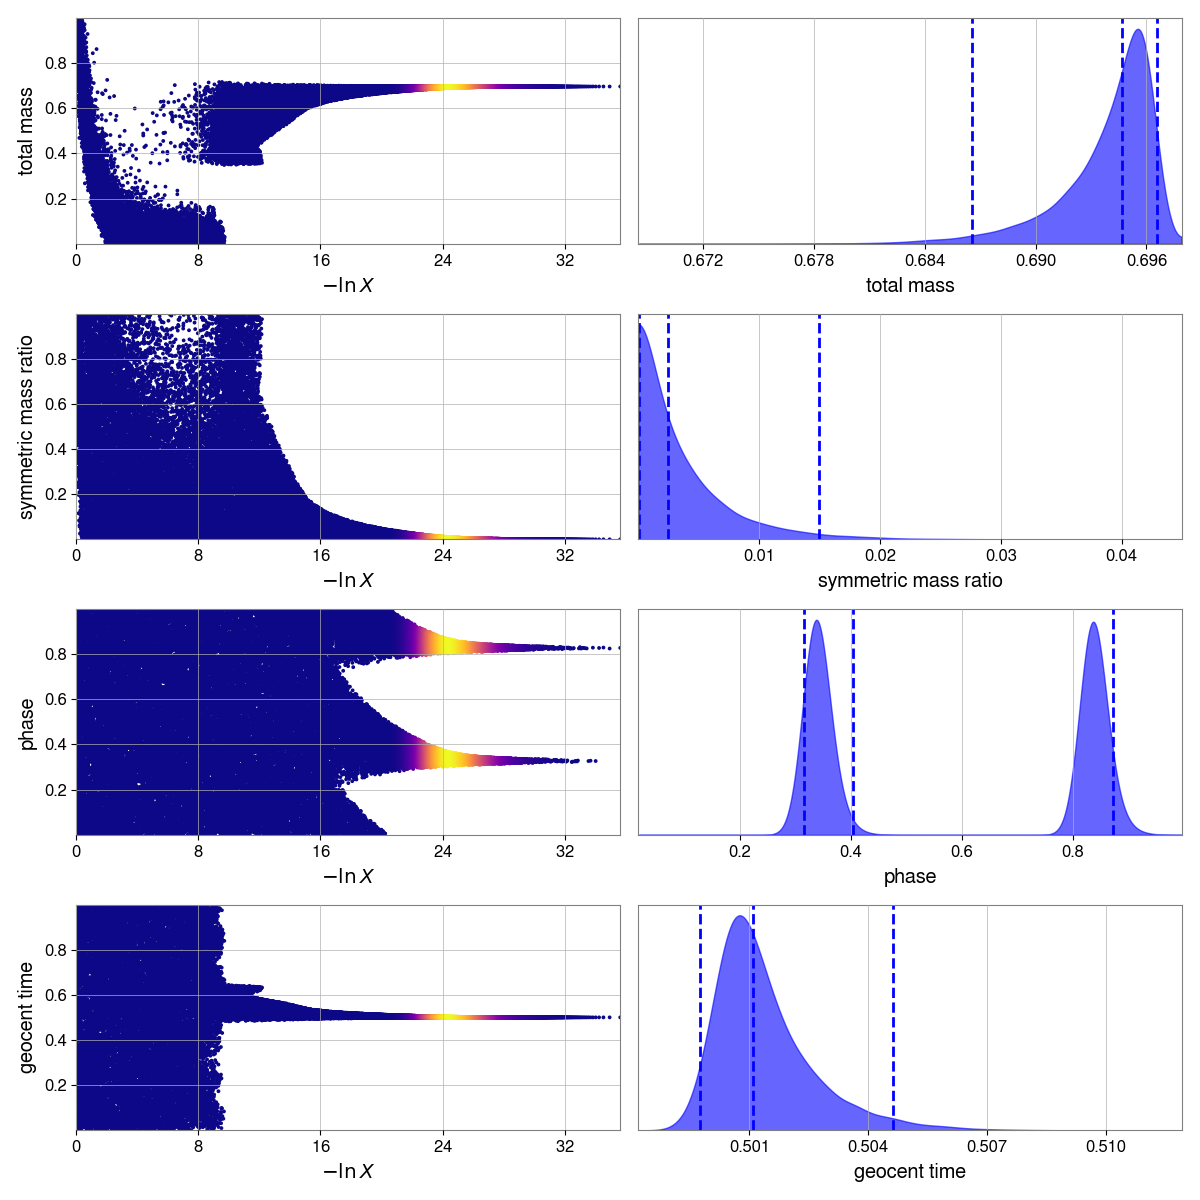 total mass
0.8
0.6
0.4
0.2
0 8 16 24 32
−ln X
0.672 0.678 0.684 0.690 0.696
total mass
symmetric mass ratio
0.8
0.6
0.4
0.2
0 8 16 24 32
−ln X
0.01 0.02 0.03 0.04
symmetric mass ratio
phase
0.8
0.6
0.4
0.2
0 8 16 24 32
−ln X
0.2 0.4 0.6 0.8
phase
geocent time
0.8
0.6
0.4
0.2
0 8 16 24 32
−ln X
0.501 0.504 0.507 0.510
geocent time